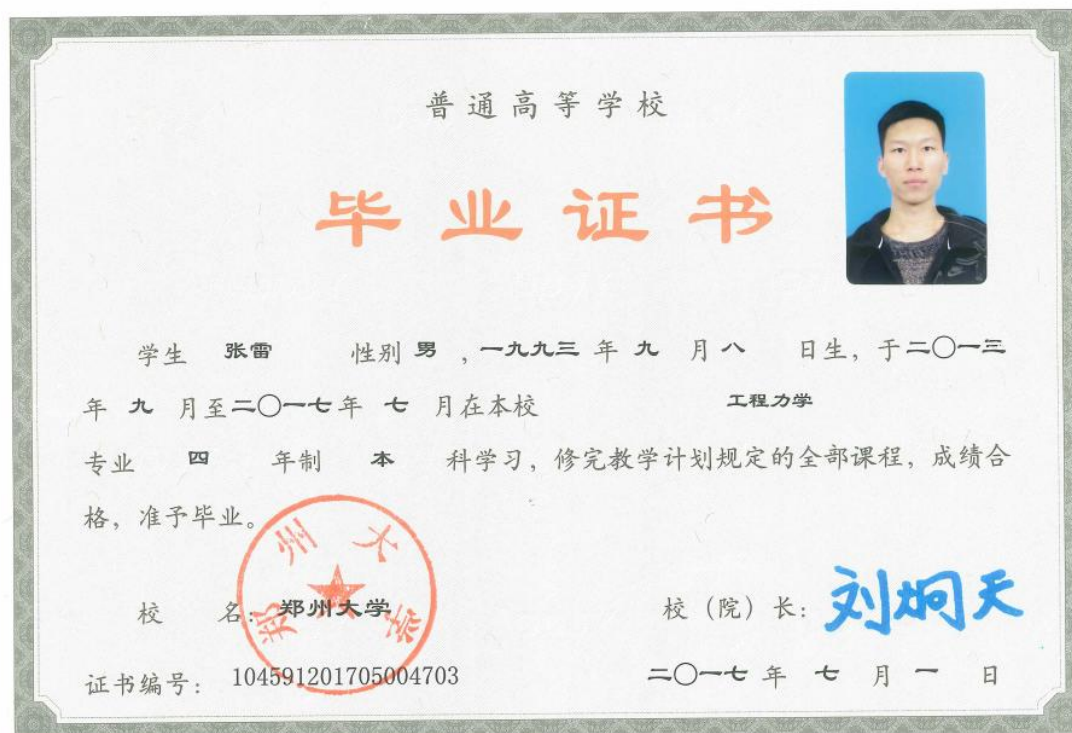 普通高等学校
毕业证书
学生 张雷 性别 男 ，一九九三 年 九 月 八 日生，于二〇一三
年 九 月至二〇一七年 七 月在本校 工程力学
专业 四 年制 本 科学习，修完教学计划规定的全部课程，成绩合
格，准予毕业。
郑州大学
校 名：郑州大学 校（院）长：刘炯天
证书编号：104591201705004703 二〇一七 年 七 月 一 日